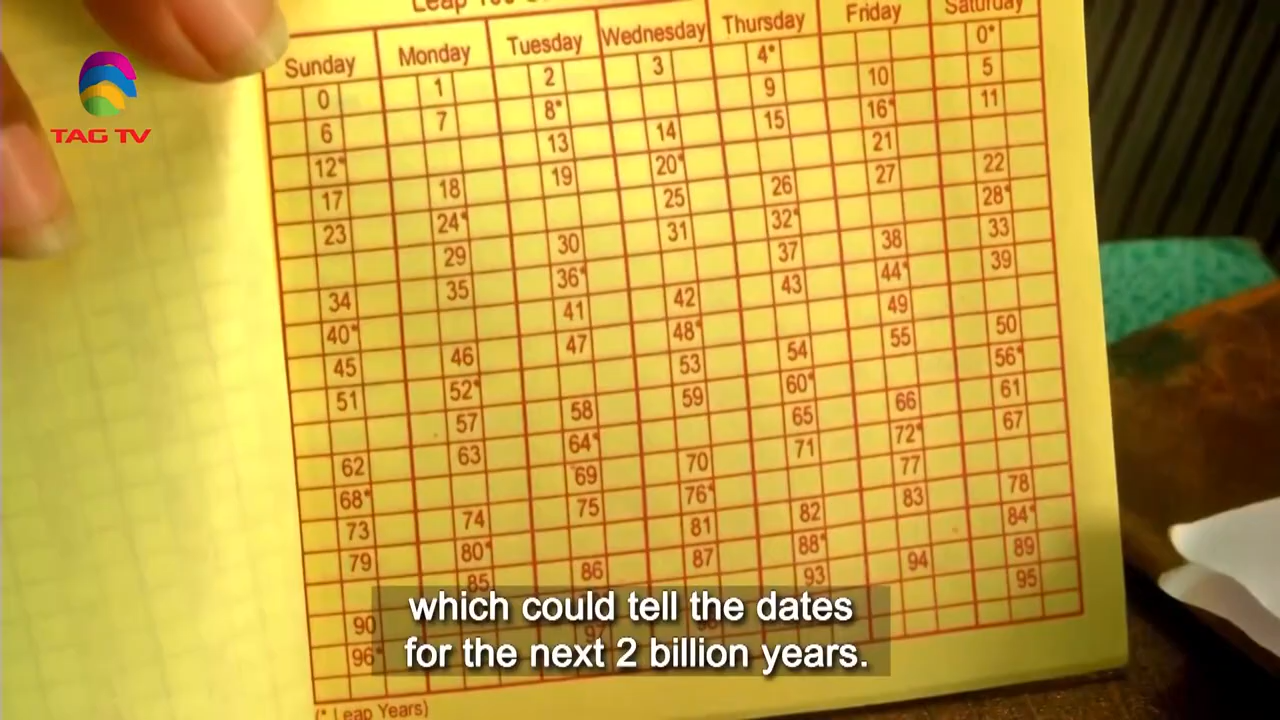 Leap
Sunday Monday Tuesday Wednesday Thursday Friday Saturday
0 1 2 3 4* 0*
6 7 8* 9 10 5
12* 13 14 15 16* 11
17 18 19 20* 21
23 24* 25 26 27 22
29 30 31 32* 28*
34 35 36* 37 38 33
40* 41 42 43 44* 39
45 46 47 48* 49
51 52* 53 54 55 50
57 58 59 60* 56*
62 63 64* 65 66 61
68* 69 70 71 72* 67
73 74 75 76* 77
79 80* 81 82 83 78
85 86 87 88* 84*
90 93 94 89
96* 95
(* Leap Years)
TAG TV
which could tell the dates
for the next 2 billion years.